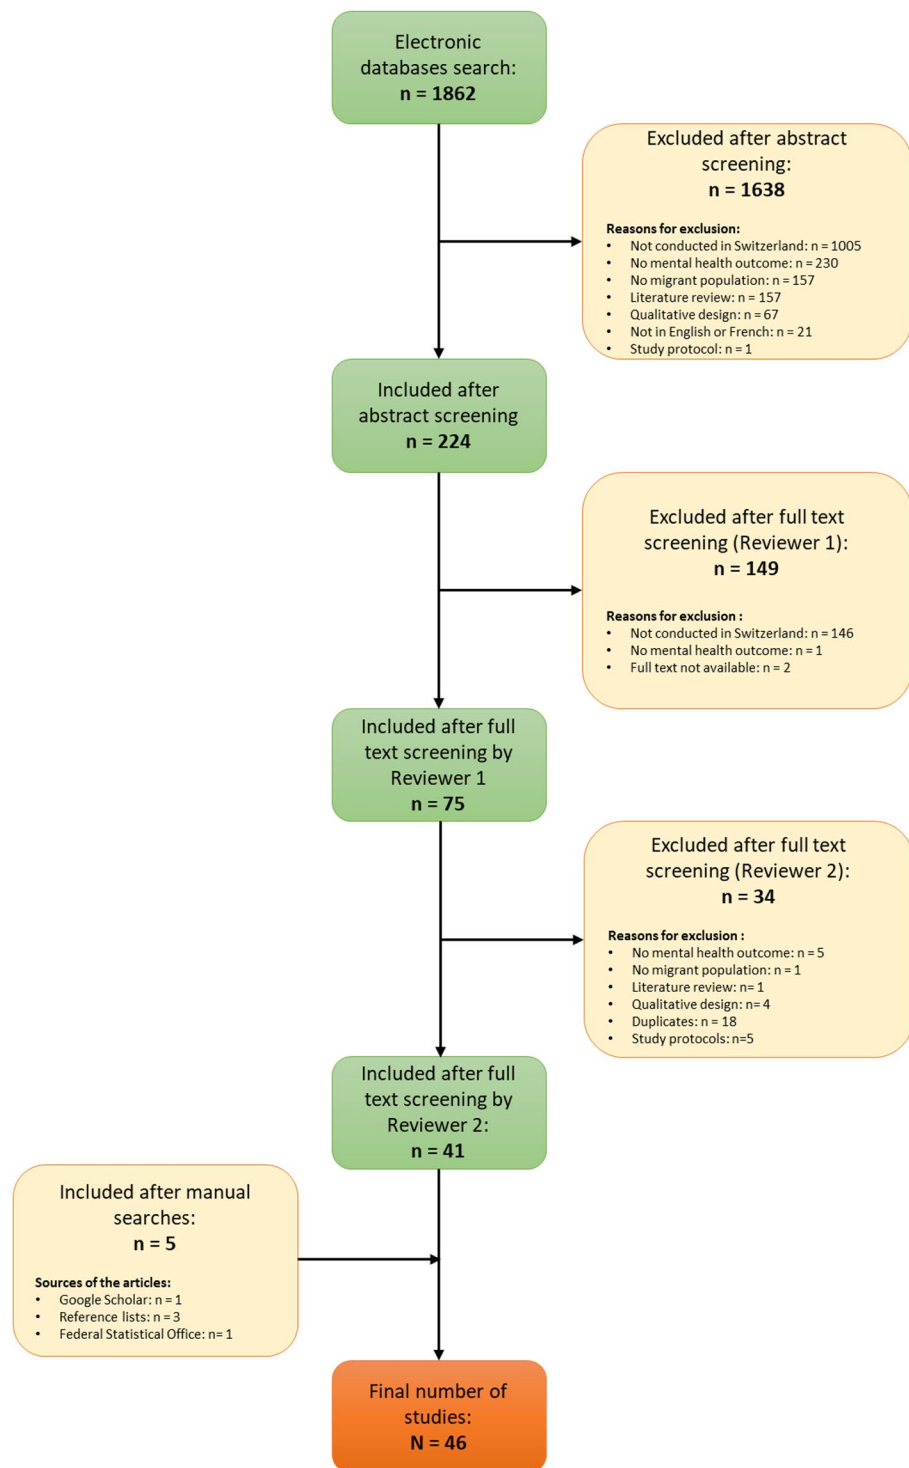 Electronic
databases search:
n = 1862
Excluded after abstract
screening:
n = 1638
Reasons for exclusion:
• Not conducted in Switzerland: n = 1005
• No mental health outcome: n = 230
• No migrant population: n = 157
• Literature review: n = 157
• Qualitative design: n = 67
• Not in English or French: n = 21
• Study protocol: n = 1
Included after
abstract screening
n = 224
Excluded after full text
screening (Reviewer 1):
n = 149
Reasons for exclusion :
• Not conducted in Switzerland: n = 146
• No mental health outcome: n = 1
• Full text not available: n = 2
Included after full
text screening by
Reviewer 1
n = 75
Excluded after full text
screening (Reviewer 2):
n = 34
Reasons for exclusion :
• No mental health outcome: n = 5
• No migrant population: n = 1
• Literature review: n= 1
• Qualitative design: n= 4
• Duplicates: n = 18
• Study protocols: n=5
Included after full
text screening by
Reviewer 2:
n = 41
Included after manual
searches:
n = 5
Sources of the articles:
• Google Scholar: n = 1
• Reference lists: n = 3
• Federal Statistical Office: n= 1
Final number of
studies:
N = 46